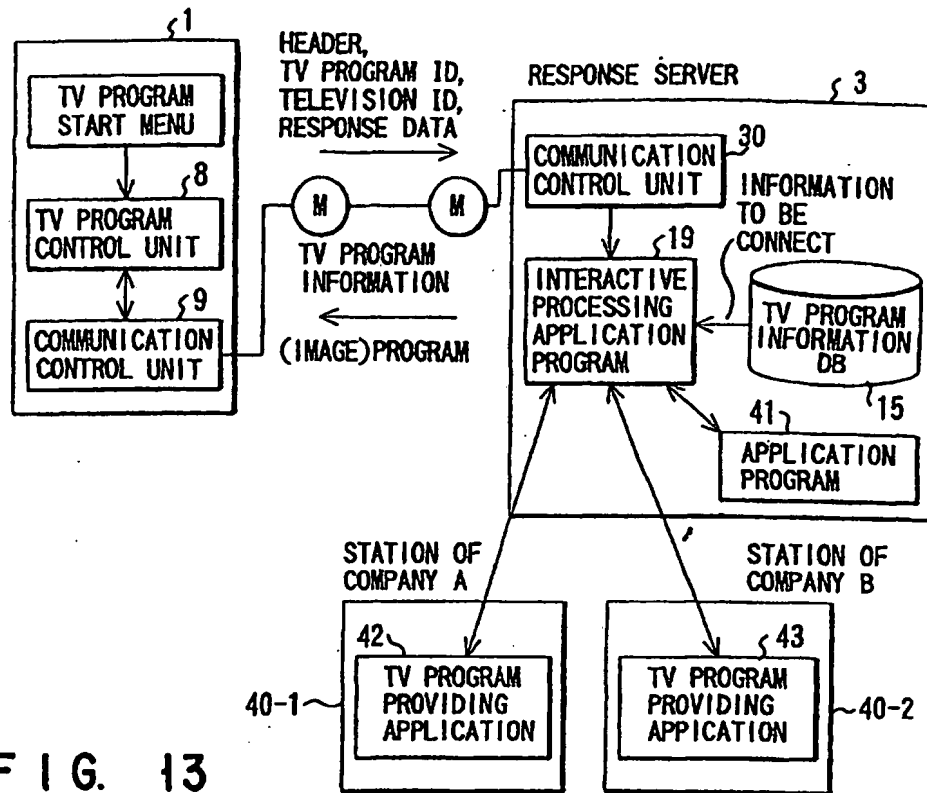 1
HEADER,
TV PROGRAM ID,
TELEVISION ID,
RESPONSE DATA
RESPONSE SERVER
3
TV PROGRAM
START MENU
8
TV PROGRAM
CONTROL UNIT
9
COMMUNICATION
CONTROL UNIT
M
M
TV PROGRAM
INFORMATION
(IMAGE)PROGRAM
COMMUNICATION
CONTROL UNIT
30
INFORMATION
TO BE
CONNECT
19
INTERACTIVE
PROCESSING
APPLICATION
PROGRAM
TV PROGRAM
INFORMATION
DB
15
41
APPLICATION
PROGRAM
STATION OF
COMPANY A
STATION OF
COMPANY B
42
TV PROGRAM
PROVIDING
APPLICATION
40-1
43
TV PROGRAM
PROVIDING
APPICATION
40-2
FIG. 13